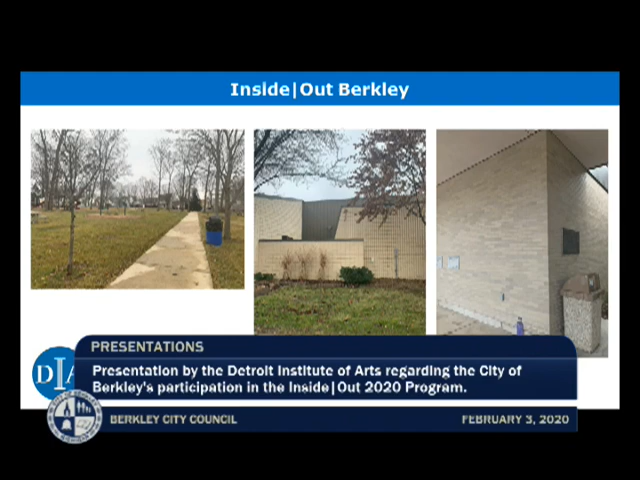 Inside|Out Berkley
DIA
PRESENTATIONS
Presentation by the Detroit Institute of Arts regarding the City of
Berkley's participation in the Inside|Out 2020 Program.
BERKLEY CITY COUNCIL
FEBRUARY 3, 2020